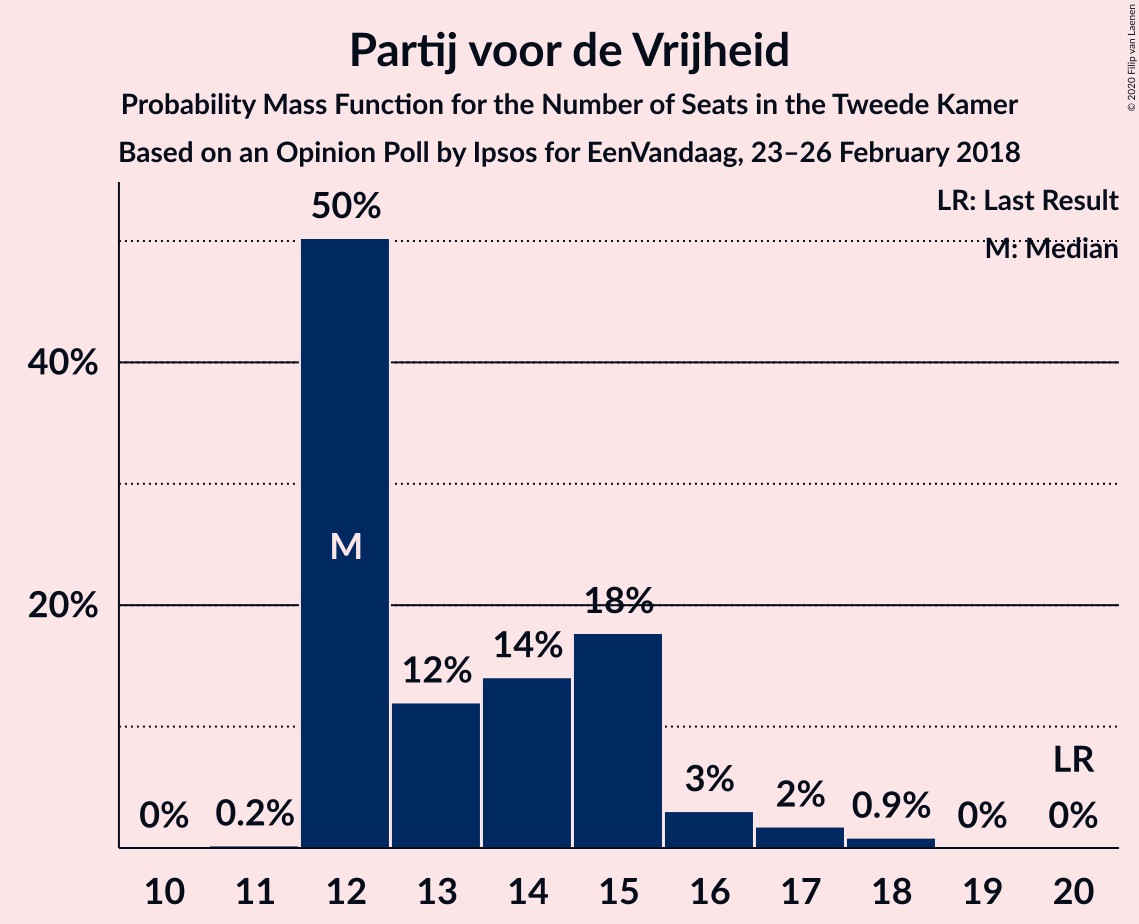 Partij voor de Vrijheid
Probability Mass Function for the Number of Seats in the Tweede Kamer
Based on an Opinion Poll by Ipsos for EenVandaag, 23–26 February 2018
© 2020 Filip van Laenen
LR: Last Result
M: Median
50%
40%
M
20%
18%
14%
12%
LR
3%
2%
0.9%
0%
0.2%
0%
0%
10 11 12 13 14 15 16 17 18 19 20